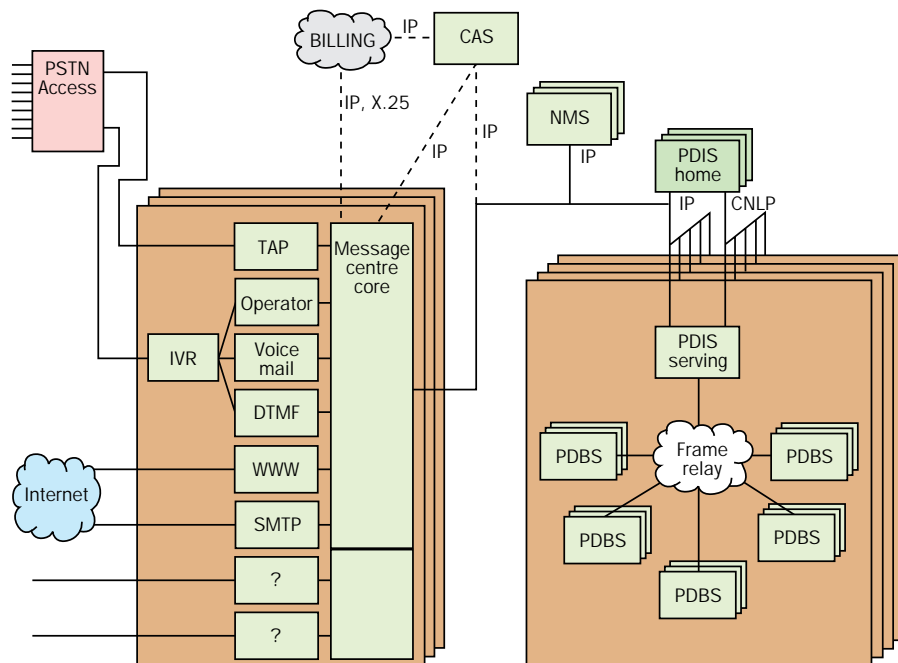 BILLING
IP
CAS
PSTN
Access
IP, X.25
IP
IP
NMS
IP
PDIS
home
IP
CNLP
TAP
Message
centre
core
Operator
IVR
Voice
mail
DTMF
WWW
SMTP
?
?
Internet
PDIS
serving
Frame
relay
PDBS
PDBS
PDBS
PDBS
PDBS